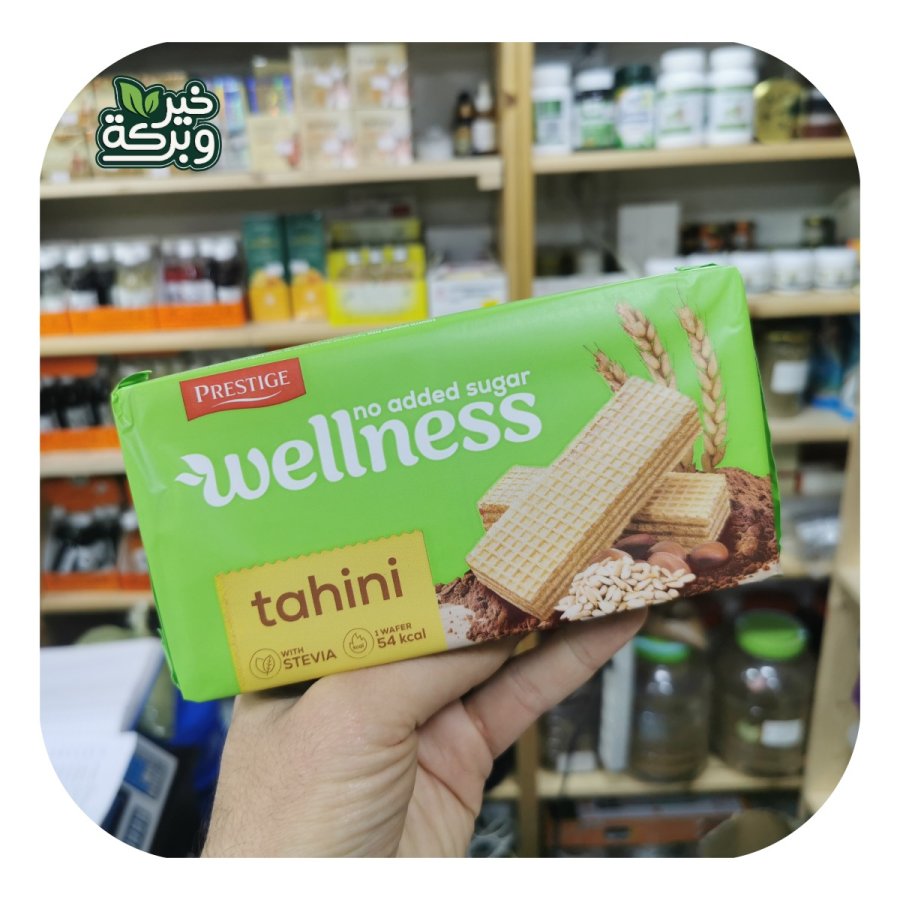 خير
وبركة
PRESTIGE
no added sugar
wellness
tahini
WITH
STEVIA
1 WAFER
54 kcal